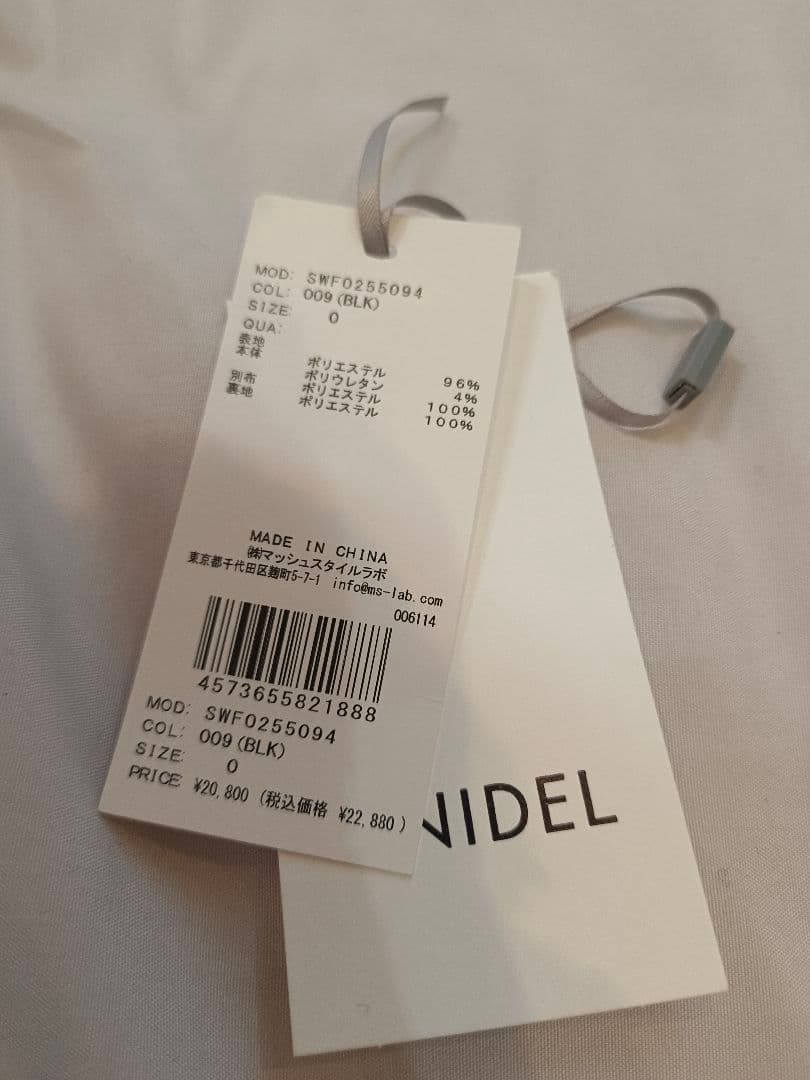 MOD: SWF0255094
COL: 009(BLK)
SIZE: 0
QUA:
表地
本体 ポリエステル 96%
ポリウレタン 4%
別布 ポリエステル 100%
裏地 ポリエステル 100%
MADE IN CHINA
㈱マッシュスタイルラボ
東京都千代田区麹町5-7-1 info@ms-lab.com
006114
4573655821888
MOD: SWF0255094
COL: 009(BLK)
SIZE: 0
PRICE: ¥20,800 (税込価格 ¥22,880)
NIDEL